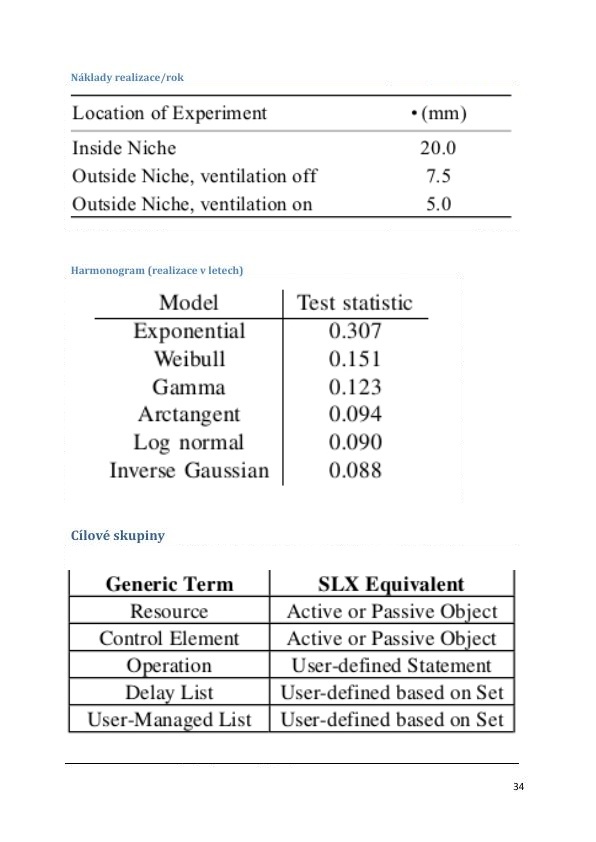 Náklady realizace/rok
Location of Experiment • (mm)
Inside Niche 20.0
Outside Niche, ventilation off 7.5
Outside Niche, ventilation on 5.0
Harmonogram (realizace v letech)
Model Test statistic
Exponential 0.307
Weibull 0.151
Gamma 0.123
Arctangent 0.094
Log normal 0.090
Inverse Gaussian 0.088
Cílové skupiny
Generic Term SLX Equivalent
Resource Active or Passive Object
Control Element Active or Passive Object
Operation User-defined Statement
Delay List User-defined based on Set
User-Managed List User-defined based on Set
34